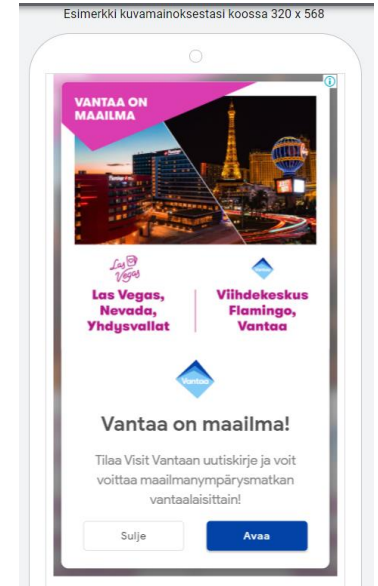 Esimerkki kuvamainoksestasi koossa 320 x 568
VANTAA ON
MAAILMA
Las
Vegas
Vantaa
Las Vegas,
Nevada,
Yhdysvallat
Viihdekeskus
Flamingo,
Vantaa
Vantaa
Vantaa on maailma!
Tilaa Visit Vantaan uutiskirje ja voit
voittaa maailmanympärysmatkan
vantaalaisittain!
Sulje
Avaa